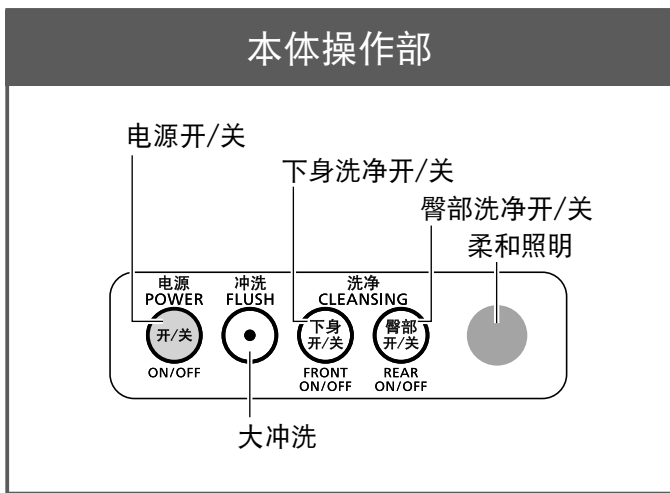 本体操作部
电源开/关
下身洗净开/关
臀部洗净开/关
柔和照明
电源
POWER
开/关
ON/OFF
冲洗
FLUSH
洗净
CLEANSING
下身
开/关
FRONT
ON/OFF
臀部
开/关
REAR
ON/OFF
大冲洗